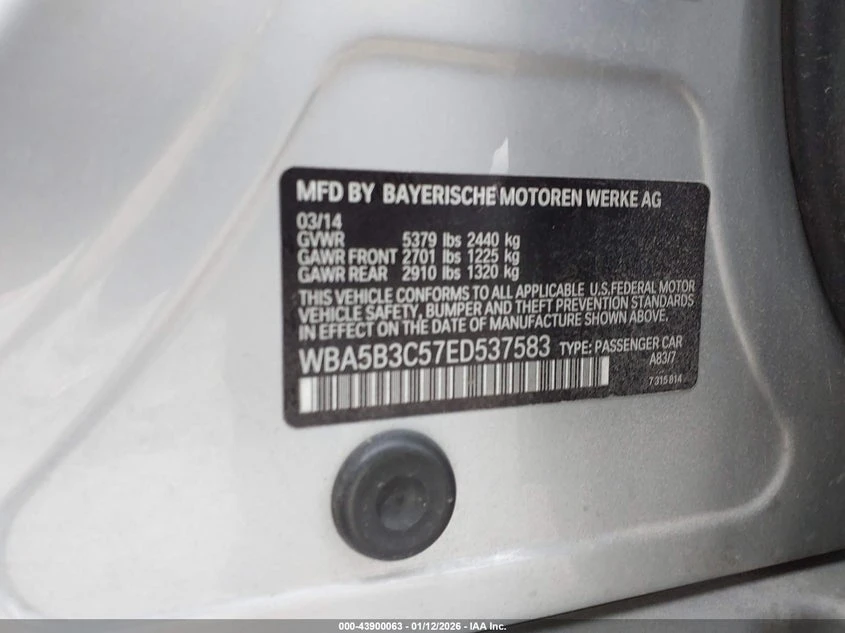 MFD BY BAYERISCHE MOTOREN WERKE AG
03/14
GVWR 5379 lbs 2440 kg
GAWR FRONT 2701 lbs 1225 kg
GAWR REAR 2910 lbs 1320 kg
THIS VEHICLE CONFORMS TO ALL APPLICABLE U.S.FEDERAL MOTOR
VEHICLE SAFETY, BUMPER AND THEFT PREVENTION STANDARDS
IN EFFECT ON THE DATE OF MANUFACTURE SHOWN ABOVE.
WBA5B3C57ED537583 TYPE: PASSENGER CAR
A83/7
7 315 814
000-43900063 - 01/12/2026 - IAA Inc.